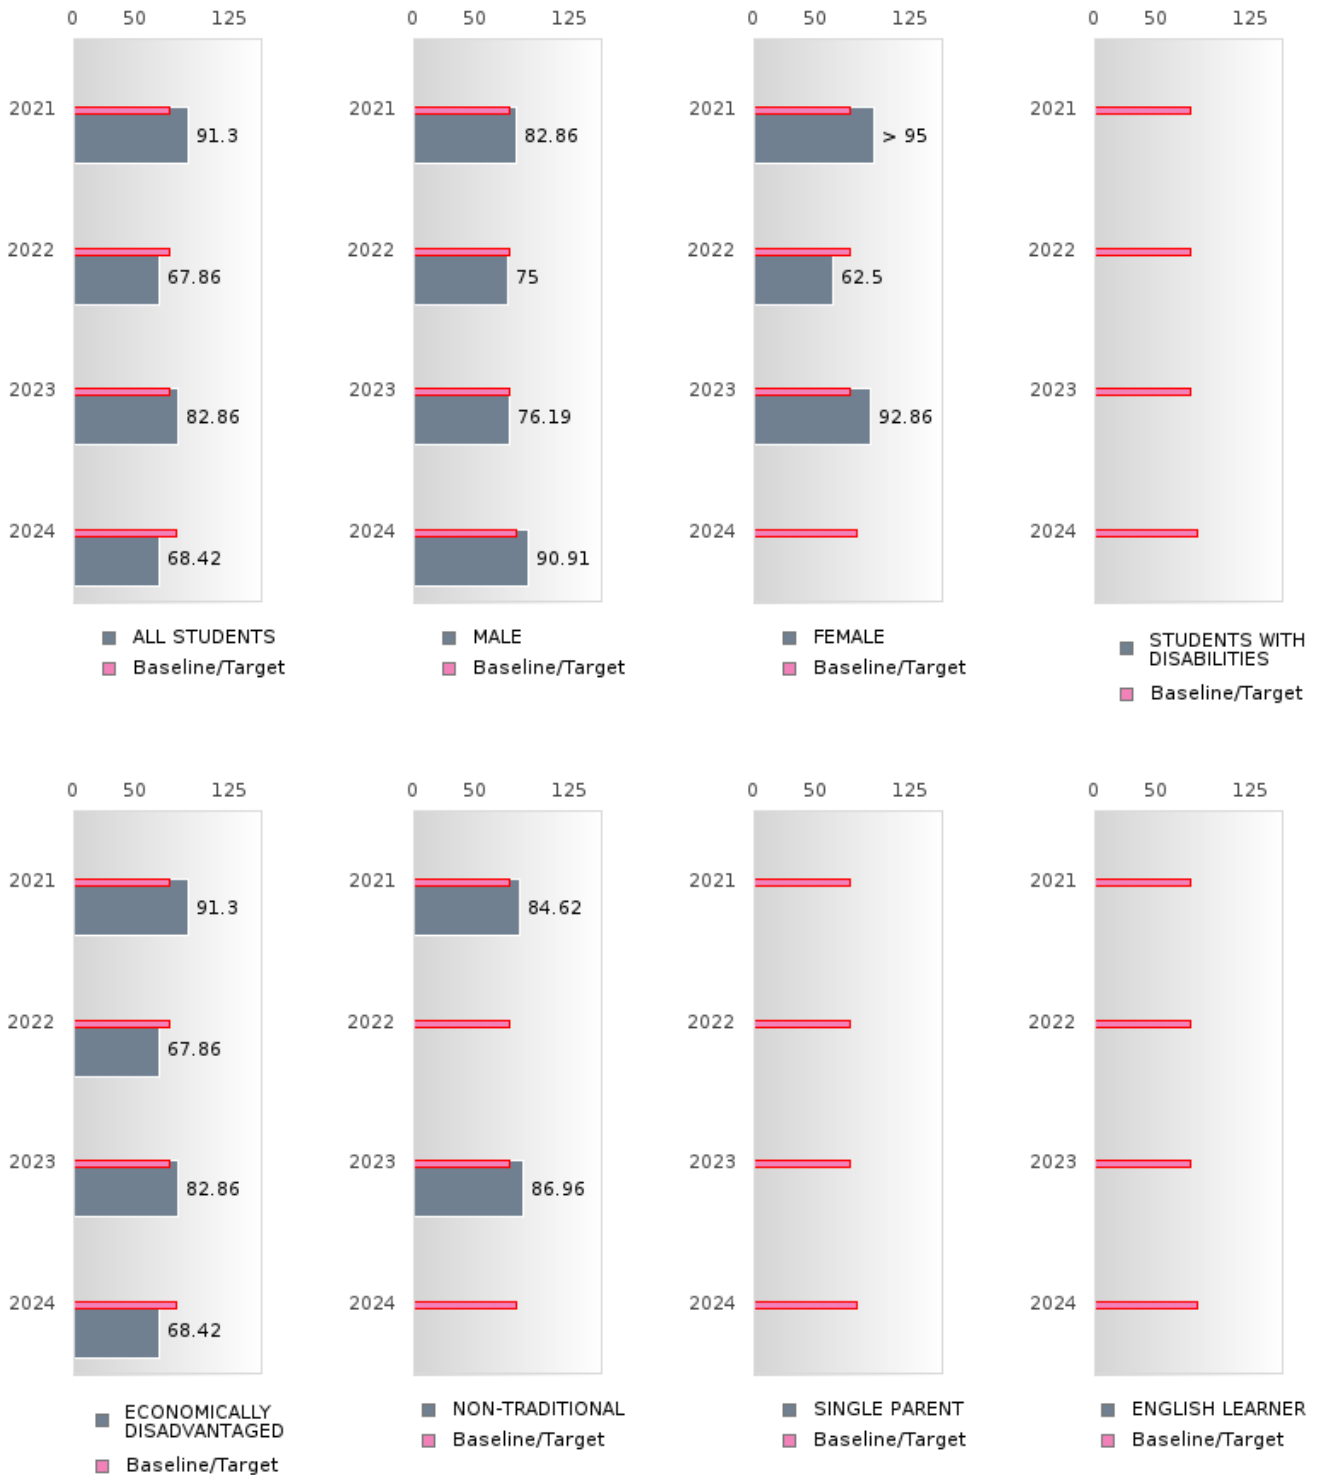 0 50 125
0 50 125
0 50 125
0 50 125
2021
91.3
2021
82.86
2021
> 95
2021
2022
67.86
2022
75
2022
62.5
2022
2023
82.86
2023
76.19
2023
92.86
2023
2024
68.42
2024
90.91
2024
2024
ALL STUDENTS
Baseline/Target
MALE
Baseline/Target
FEMALE
Baseline/Target
STUDENTS WITH
DISABILITIES
Baseline/Target
0 50 125
0 50 125
0 50 125
0 50 125
2021
91.3
2021
84.62
2021
2021
2022
67.86
2022
2022
2022
2023
82.86
2023
86.96
2023
2023
2024
68.42
2024
2024
2024
ECONOMICALLY
DISADVANTAGED
Baseline/Target
NON-TRADITIONAL
Baseline/Target
SINGLE PARENT
Baseline/Target
ENGLISH LEARNER
Baseline/Target